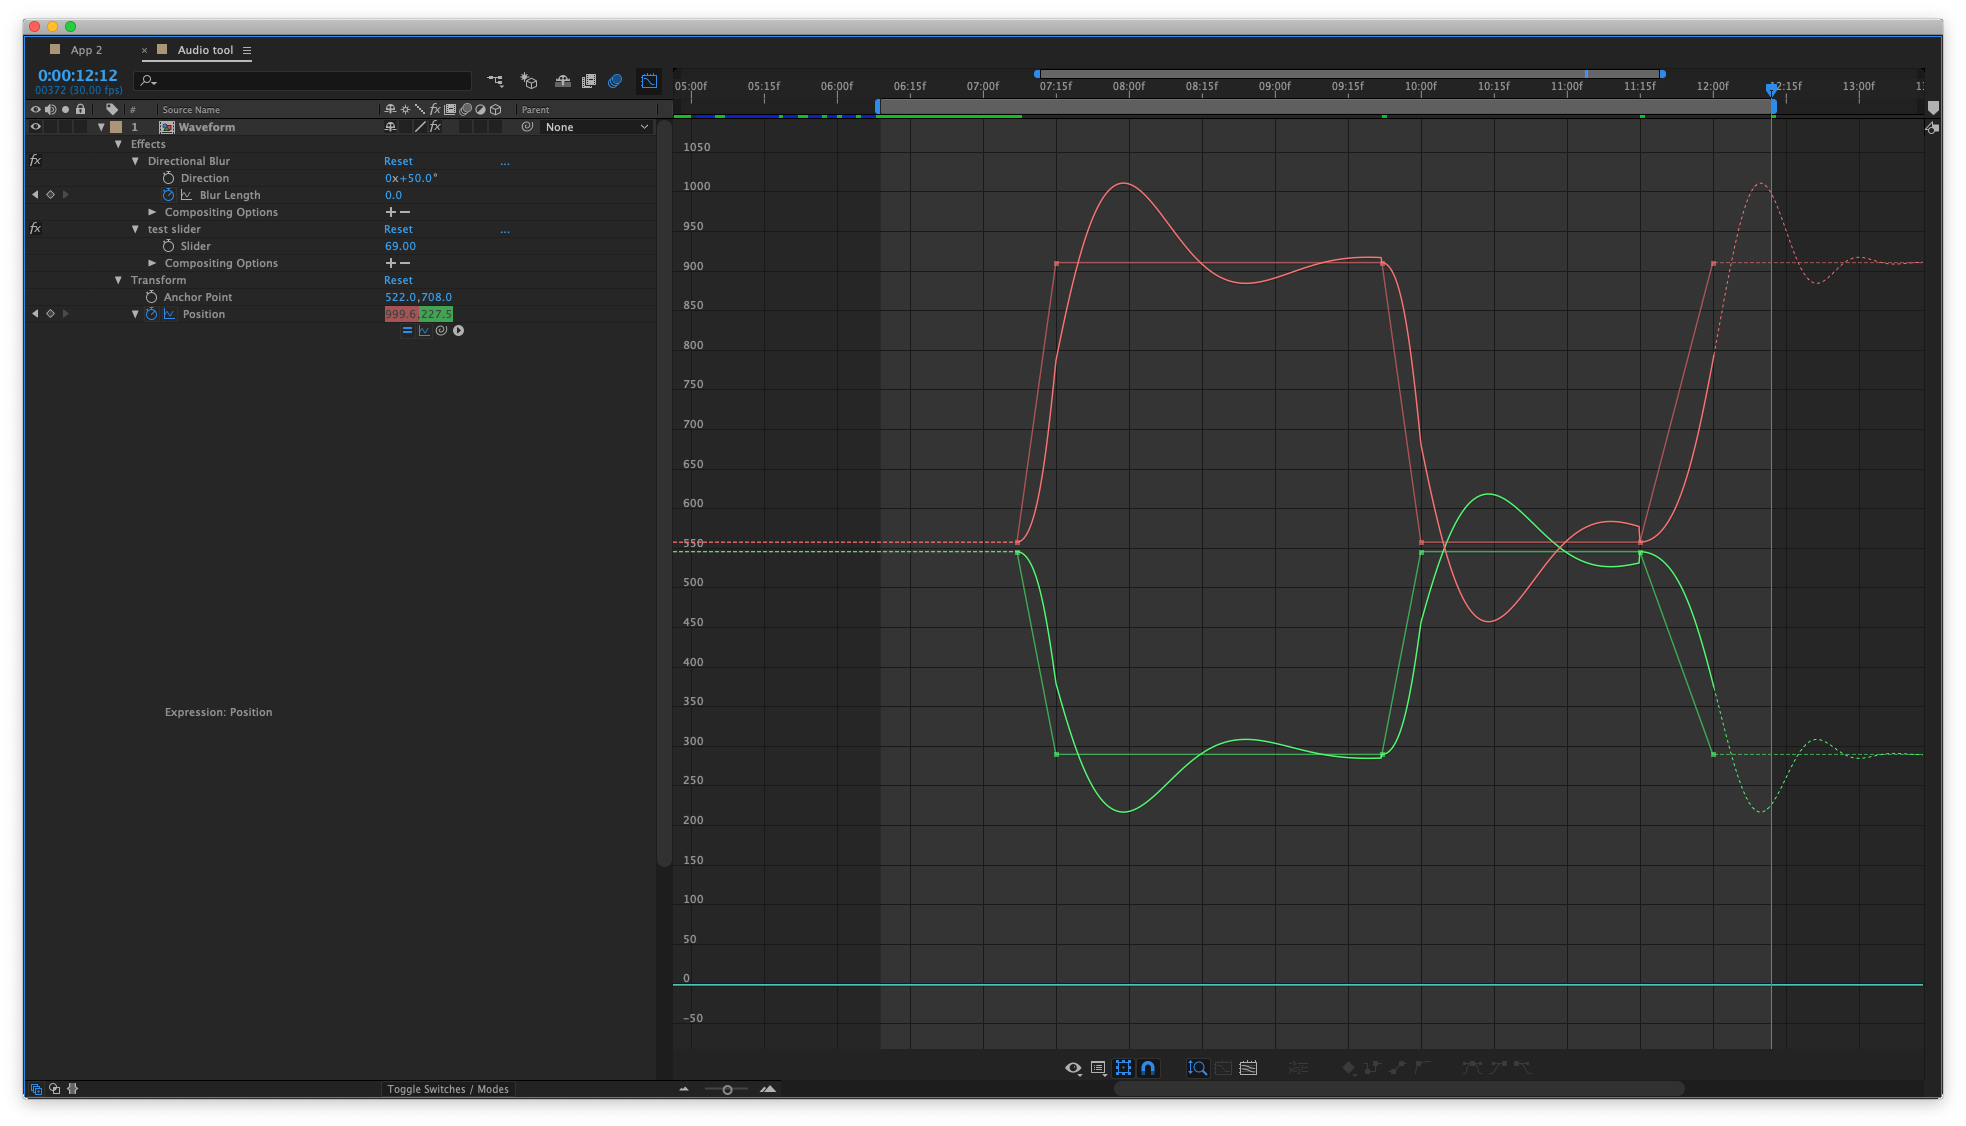 App 2
× Audio tool
0:00:12:12
00372 (30.00 fps)
05:00f 05:15f 06:00f 06:15f 07:00f 07:15f 08:00f 08:15f 09:00f 09:15f 10:00f 10:15f 11:00f 11:15f 12:00f 2:15f 13:00f 1:
# Source Name fx Parent
1 Waveform fx None
Effects
fx Directional Blur Reset ...
Direction 0x+50.0°
Blur Length 0.0
Compositing Options
fx test slider Reset ...
Slider 69.00
Compositing Options
Transform Reset
Anchor Point 522.0,708.0
Position 999.6,227.5
Expression: Position
1050
1000
950
900
850
800
750
700
650
600
550
500
450
400
350
300
250
200
150
100
50
0
-50
Toggle Switches / Modes